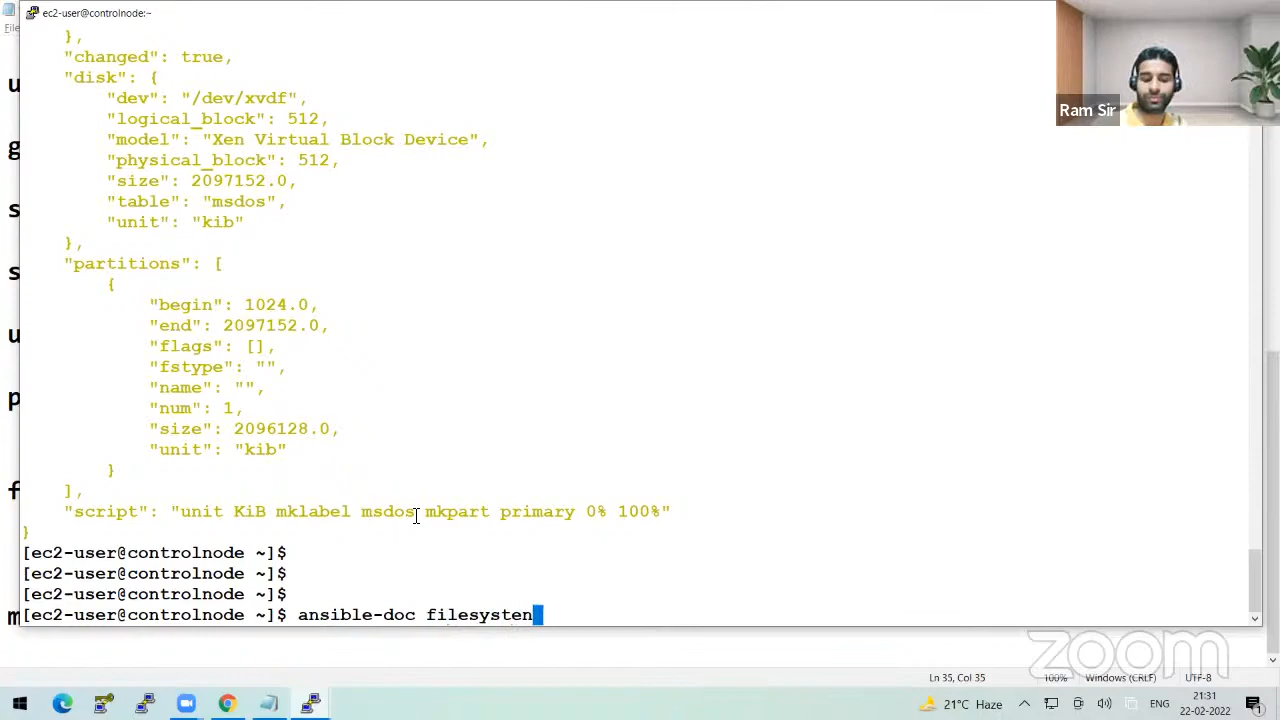 ec2-user@controlnode:~
},
"changed": true,
"disk": {
"dev": "/dev/xvdf",
"logical_block": 512,
"model": "Xen Virtual Block Device",
"physical_block": 512,
"size": 2097152.0,
"table": "msdos",
"unit": "kib"
},
"partitions": [
{
"begin": 1024.0,
"end": 2097152.0,
"flags": [],
"fstype": "",
"name": "",
"num": 1,
"size": 2096128.0,
"unit": "kib"
}
],
"script": "unit KiB mklabel msdos mkpart primary 0% 100%"
}
[ec2-user@controlnode ~]$
[ec2-user@controlnode ~]$
[ec2-user@controlnode ~]$
[ec2-user@controlnode ~]$ ansible-doc filesysten
Ram Sir
zoom
Ln 35, Col 35 100% Windows (CRLF) UTF-8
21°C Haze ENG 21:31
22-02-2022